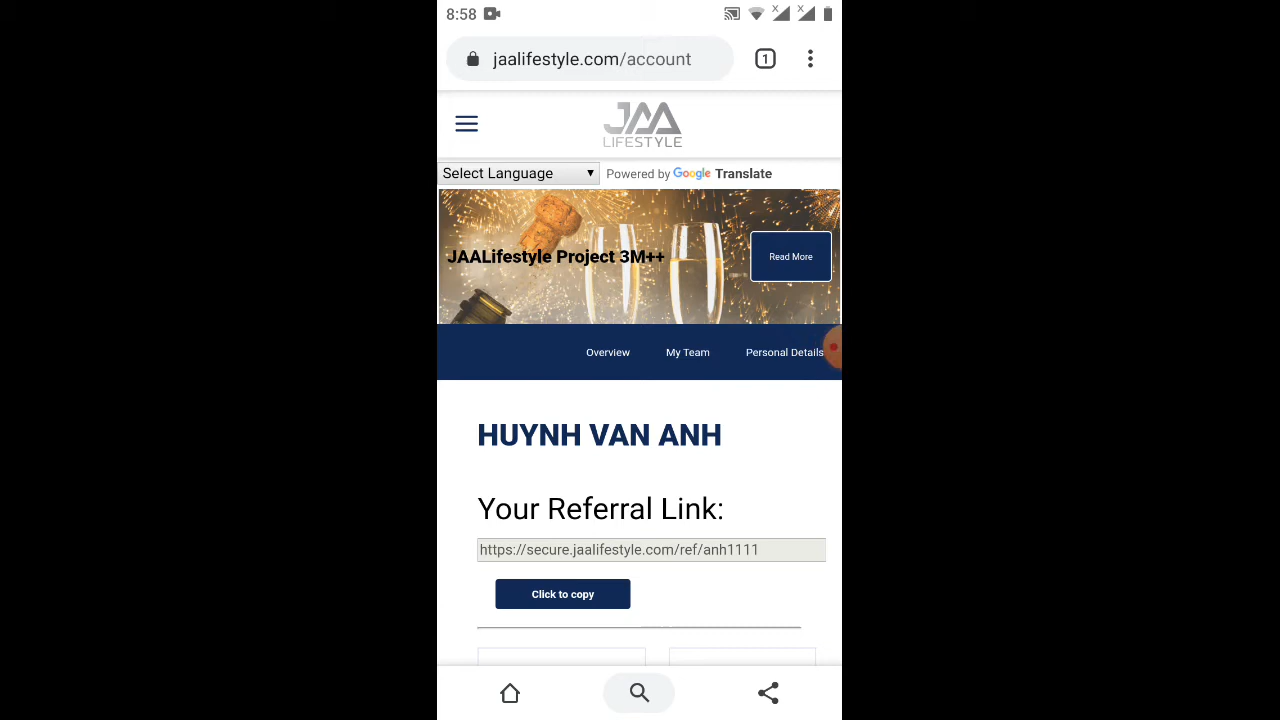 8:58
jaalifestyle.com/account
1
JAA
LIFESTYLE
Select Language
Powered by Google Translate
JAALifestyle Project 3M++
Read More
Overview My Team Personal Details
HUYNH VAN ANH
Your Referral Link:
https://secure.jaalifestyle.com/ref/anh1111
Click to copy